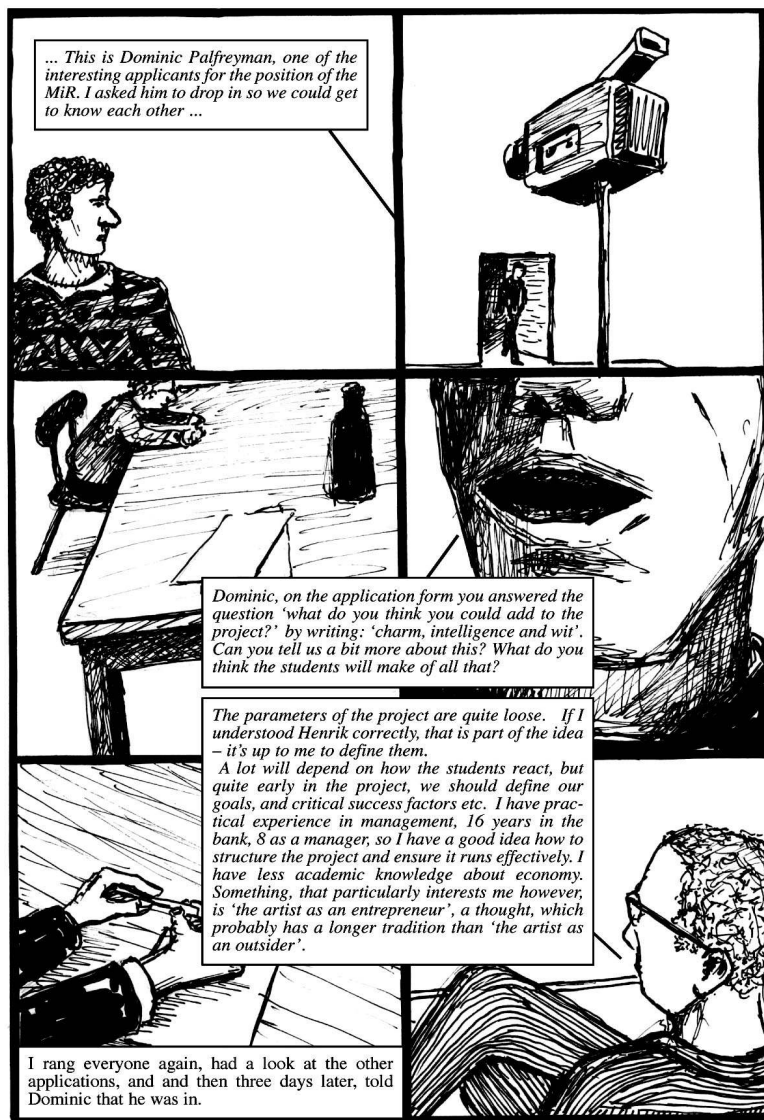 ... This is Dominic Palfreyman, one of the
interesting applicants for the position of the
MiR. I asked him to drop in so we could get
to know each other ...
Dominic, on the application form you answered the
question ‘what do you think you could add to the
project?’ by writing: ‘charm, intelligence and wit’.
Can you tell us a bit more about this? What do you
think the students will make of all that?
The parameters of the project are quite loose. If I
understood Henrik correctly, that is part of the idea
– it’s up to me to define them.
A lot will depend on how the students react, but
quite early in the project, we should define our
goals, and critical success factors etc. I have prac-
tical experience in management, 16 years in the
bank, 8 as a manager, so I have a good idea how to
structure the project and ensure it runs effectively. I
have less academic knowledge about economy.
Something, that particularly interests me however,
is ‘the artist as an entrepreneur’, a thought, which
probably has a longer tradition than ‘the artist as
an outsider’.
I rang everyone again, had a look at the other
applications, and and then three days later, told
Dominic that he was in.